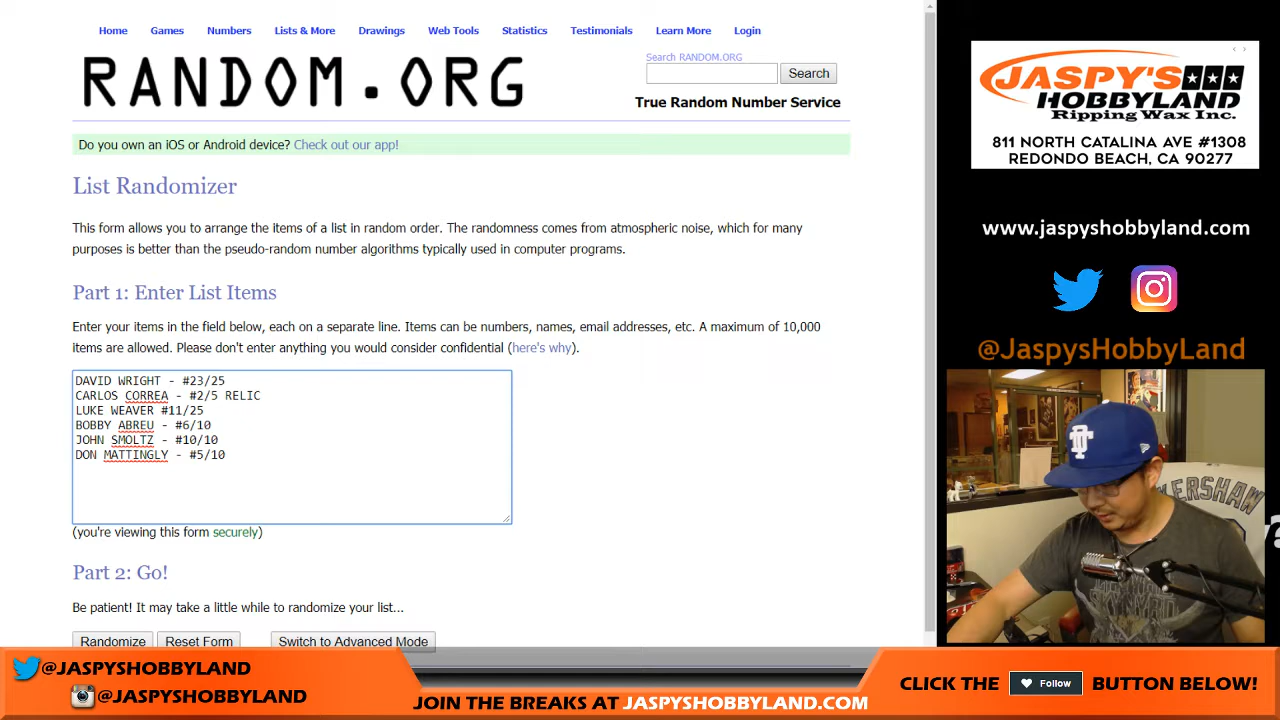 Home Games Numbers Lists & More Drawings Web Tools Statistics Testimonials Learn More Login
RANDOM.ORG
Search RANDOM.ORG
Search
True Random Number Service
Do you own an iOS or Android device? Check out our app!
List Randomizer
This form allows you to arrange the items of a list in random order. The randomness comes from atmospheric noise, which for many
purposes is better than the pseudo-random number algorithms typically used in computer programs.
Part 1: Enter List Items
Enter your items in the field below, each on a separate line. Items can be numbers, names, email addresses, etc. A maximum of 10,000
items are allowed. Please don't enter anything you would consider confidential (here's why).
DAVID WRIGHT - #23/25
CARLOS CORREA - #2/5 RELIC
LUKE WEAVER #11/25
BOBBY ABREU - #6/10
JOHN SMOLTZ - #10/10
DON MATTINGLY - #5/10
(you're viewing this form securely)
Part 2: Go!
Be patient! It may take a little while to randomize your list...
Randomize Reset Form Switch to Advanced Mode
JASPY'S
HOBBYLAND
Ripping Wax Inc.
811 NORTH CATALINA AVE #1308
REDONDO BEACH, CA 90277
www.jaspyshobbyland.com
@JaspysHobbyLand
KERSHAW
@JASPYSHOBBYLAND
@JASPYSHOBBYLAND
JOIN THE BREAKS AT JASPYSHOBBYLAND.COM
CLICK THE Follow BUTTON BELOW!